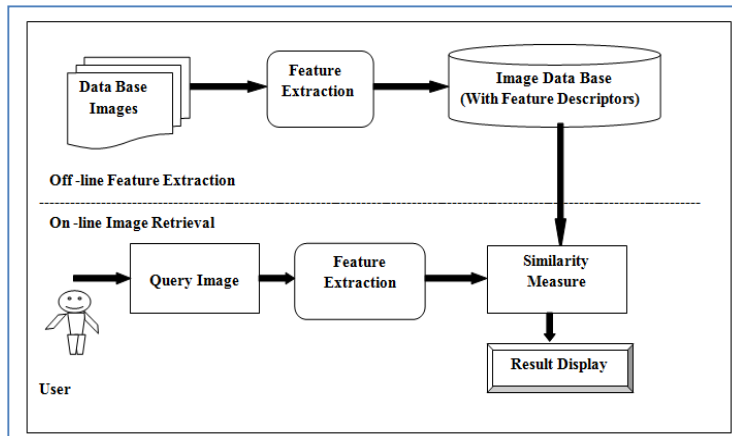 Data Base
Images
Feature
Extraction
Image Data Base
(With Feature Descriptors)
Off -line Feature Extraction
On -line Image Retrieval
Query Image
Feature
Extraction
Similarity
Measure
Result Display
User